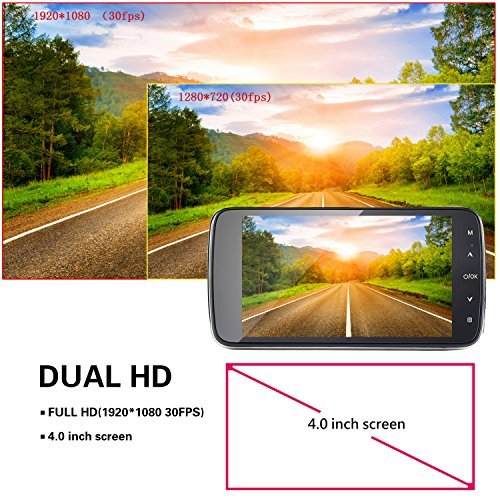 1920*1080 (30fps)
1280*720(30fps)
M
⏻/OK
DUAL HD
▪ FULL HD(1920*1080 30FPS)
▪ 4.0 inch screen
4.0 inch screen